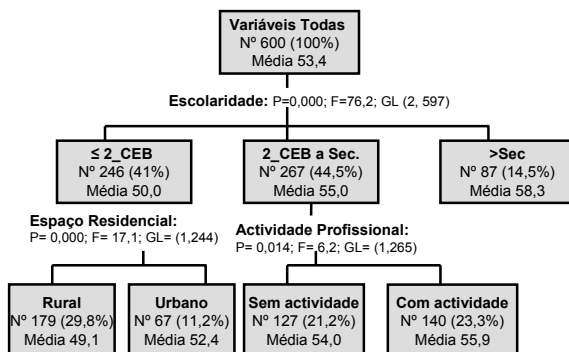 Variáveis Todas
Nº 600 (100%)
Média 53,4
Escolaridade: P=0,000; F=76,2; GL (2, 597)
≤ 2_CEB
Nº 246 (41%)
Média 50,0
2_CEB a Sec.
Nº 267 (44,5%)
Média 55,0
>Sec
Nº 87 (14,5%)
Média 58,3
Espaço Residencial:
P= 0,000; F= 17,1; GL= (1,244)
Actividade Profissional:
P= 0,014; F= 6,2; GL= (1,265)
Rural
Nº 179 (29,8%)
Média 49,1
Urbano
Nº 67 (11,2%)
Média 52,4
Sem actividade
Nº 127 (21,2%)
Média 54,0
Com actividade
Nº 140 (23,3%)
Média 55,9